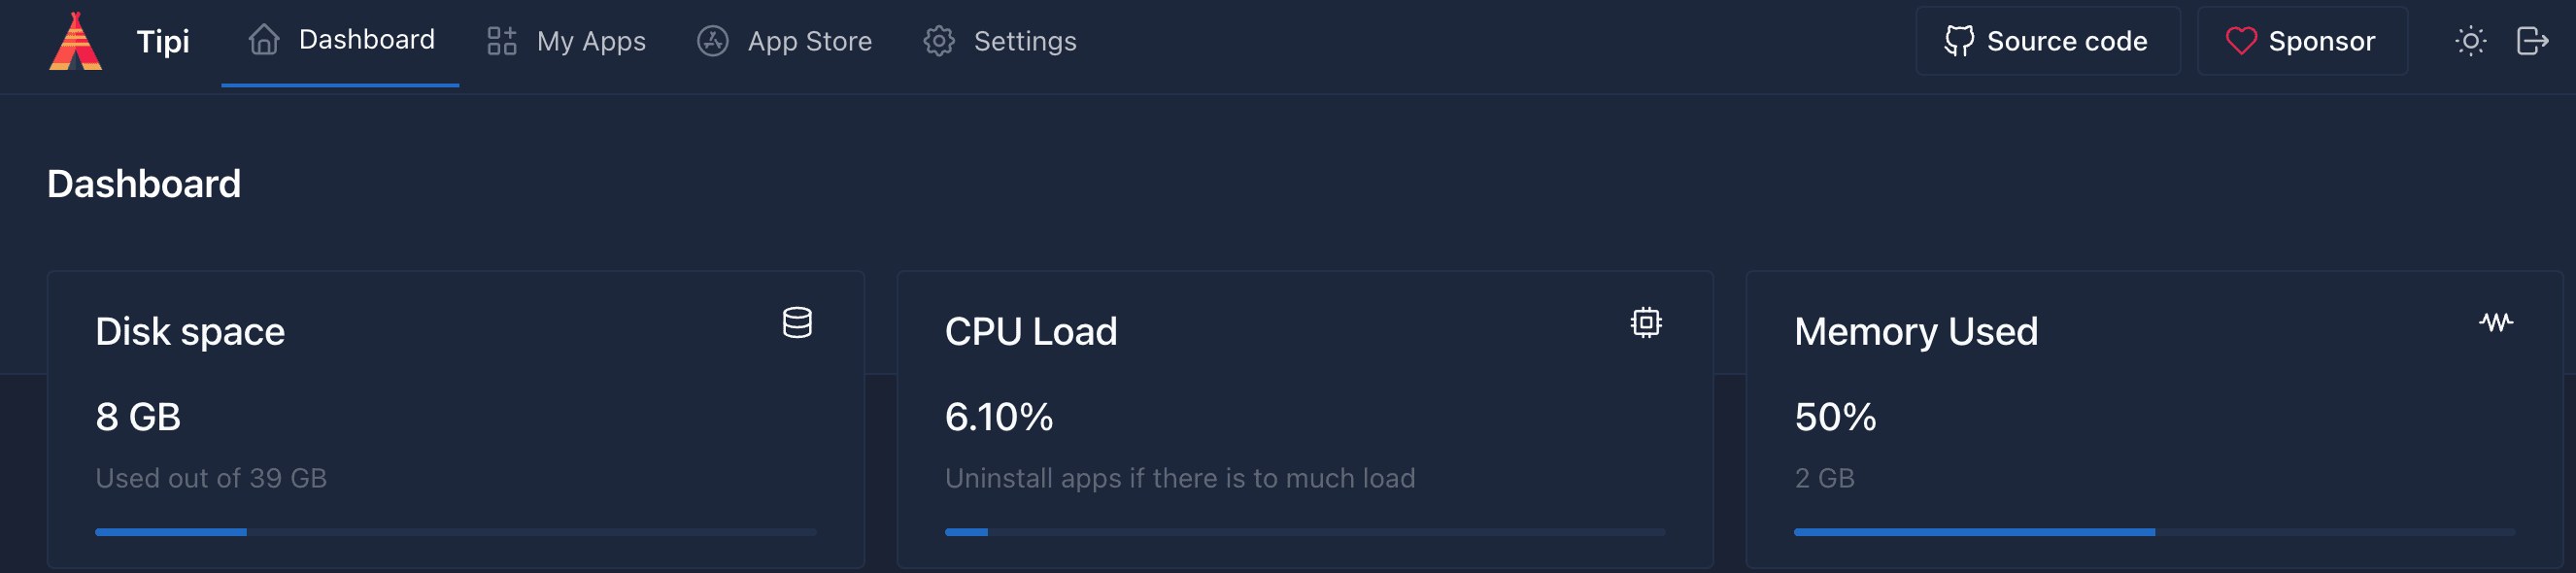 Tipi Dashboard My Apps App Store Settings Source code Sponsor
Dashboard
Disk space
8 GB
Used out of 39 GB
CPU Load
6.10%
Uninstall apps if there is to much load
Memory Used
50%
2 GB